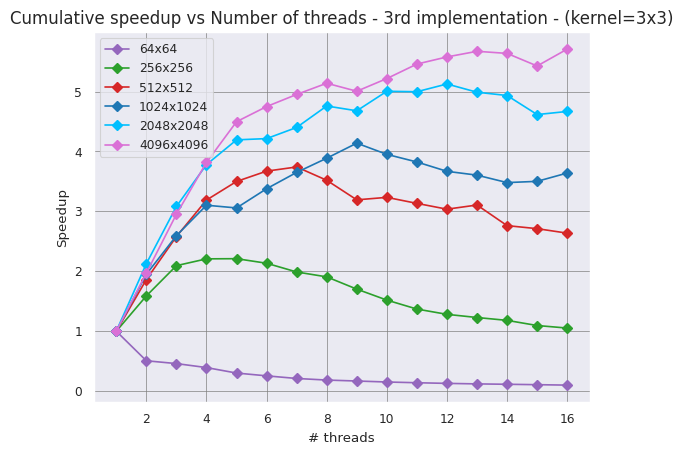 Cumulative speedup vs Number of threads - 3rd implementation - (kernel=3x3)
64x64
256x256
512x512
1024x1024
2048x2048
4096x4096
Speedup
5
4
3
2
1
0
2 4 6 8 10 12 14 16
# threads